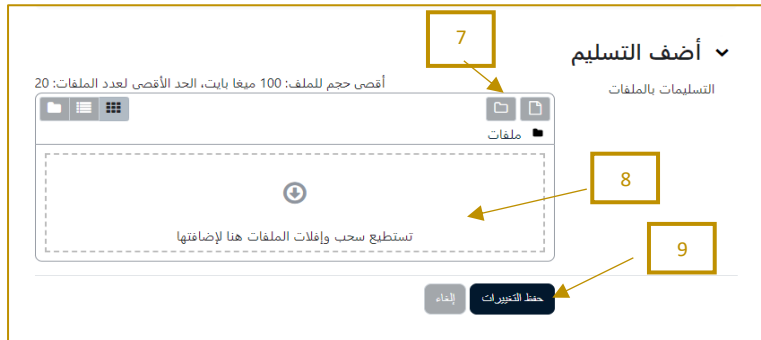 7
أضف التسليم
التسليمات بالملفات
أقصى حجم للملف: 100 ميغا بايت، الحد الأقصى لعدد الملفات: 20
ملفات
8
تستطيع سحب وإفلات الملفات هنا لإضافتها
9
حفظ التغييرات
إلغاء